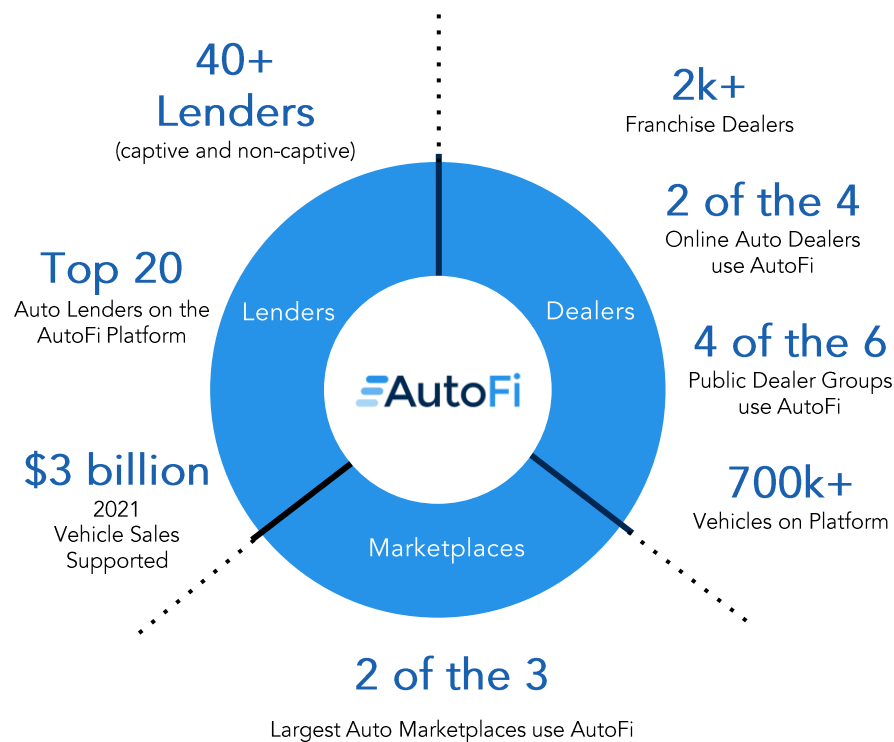 40+
Lenders
(captive and non-captive)
2k+
Franchise Dealers
2 of the 4
Online Auto Dealers
use AutoFi
Top 20
Auto Lenders on the
AutoFi Platform
Lenders
Dealers
4 of the 6
Public Dealer Groups
use AutoFi
AutoFi
$3 billion
2021
Vehicle Sales
Supported
700k+
Vehicles on Platform
Marketplaces
2 of the 3
Largest Auto Marketplaces use AutoFi